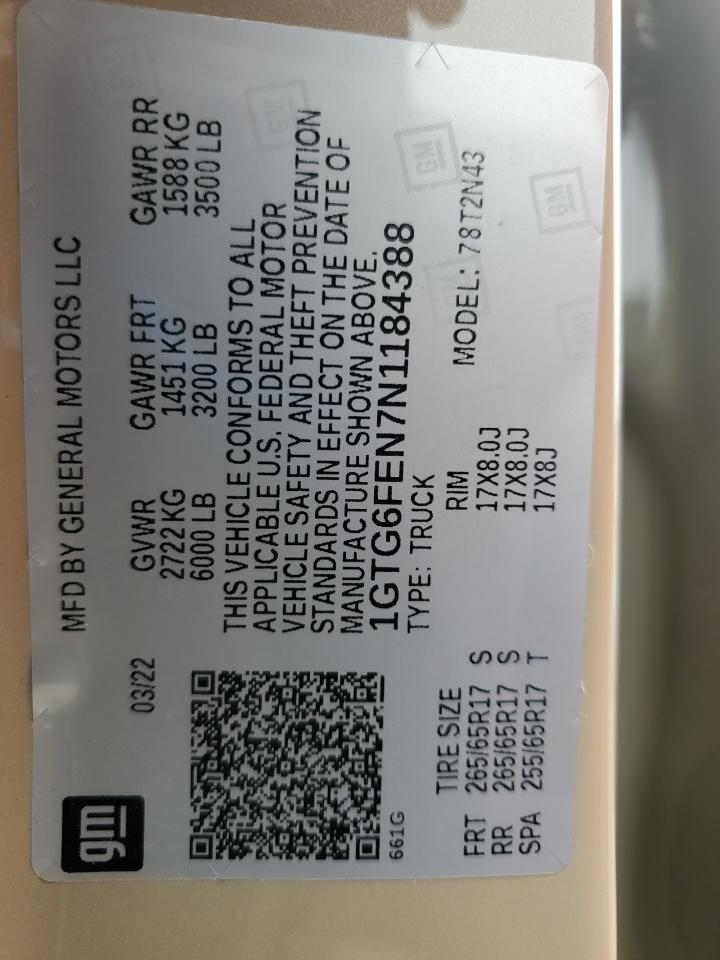 gm
MFD BY GENERAL MOTORS LLC
03/22
GVWR GAWR FRT GAWR RR
2722 KG 1451 KG 1588 KG
6000 LB 3200 LB 3500 LB
THIS VEHICLE CONFORMS TO ALL
APPLICABLE U.S. FEDERAL MOTOR
VEHICLE SAFETY AND THEFT PREVENTION
STANDARDS IN EFFECT ON THE DATE OF
MANUFACTURE SHOWN ABOVE.
1GTG6FEN7N1184388
661G
TYPE: TRUCK
MODEL: 78T2N43
TIRE SIZE RIM
FRT 265/65R17 S 17X8.0J
RR 265/65R17 S 17X8.0J
SPA 255/65R17 T 17X8J
GM
GM
GM